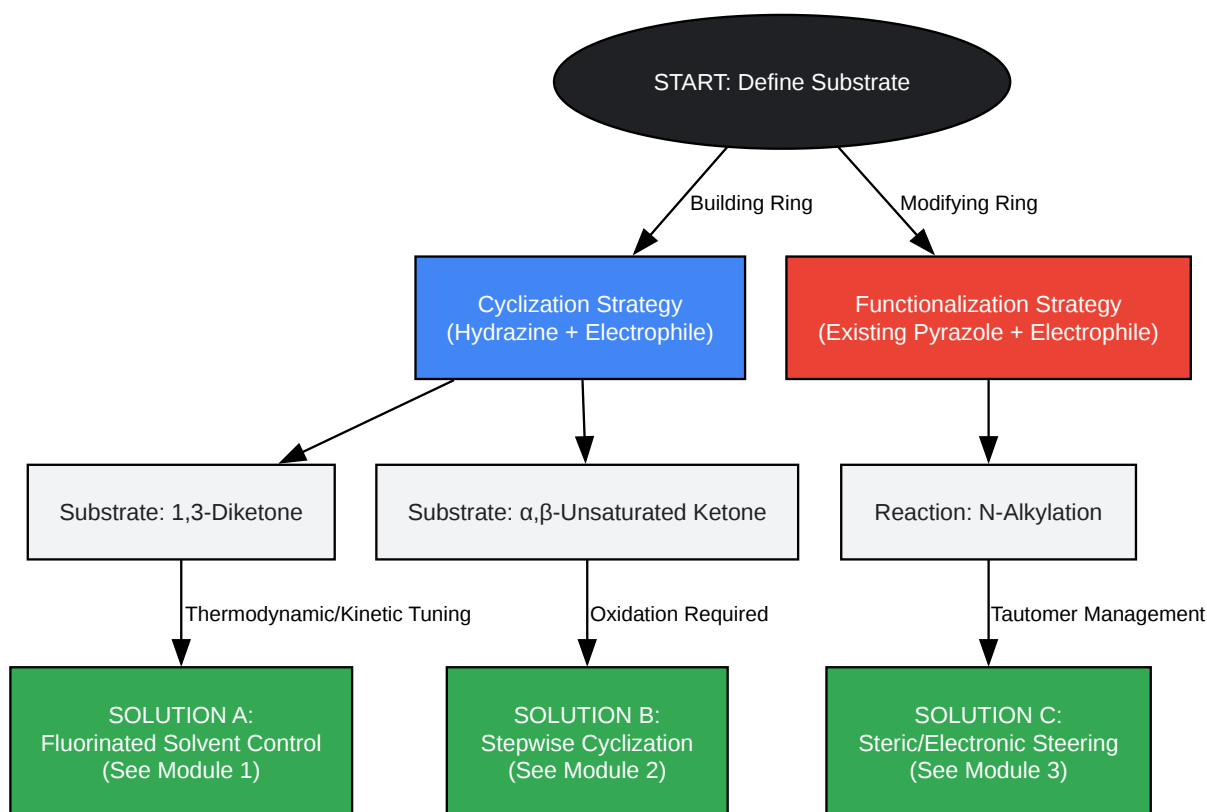 START: Define Substrate
Building Ring
Modifying Ring
Cyclization Strategy
(Hydrazine + Electrophile)
Functionalization Strategy
(Existing Pyrazole + Electrophile)
Substrate: 1,3-Diketone
Substrate: α,β-Unsaturated Ketone
Reaction: N-Alkylation
Thermodynamic/Kinetic Tuning
Oxidation Required
Tautomer Management
SOLUTION A:
Fluorinated Solvent Control
(See Module 1)
SOLUTION B:
Stepwise Cyclization
(See Module 2)
SOLUTION C:
Steric/Electronic Steering
(See Module 3)